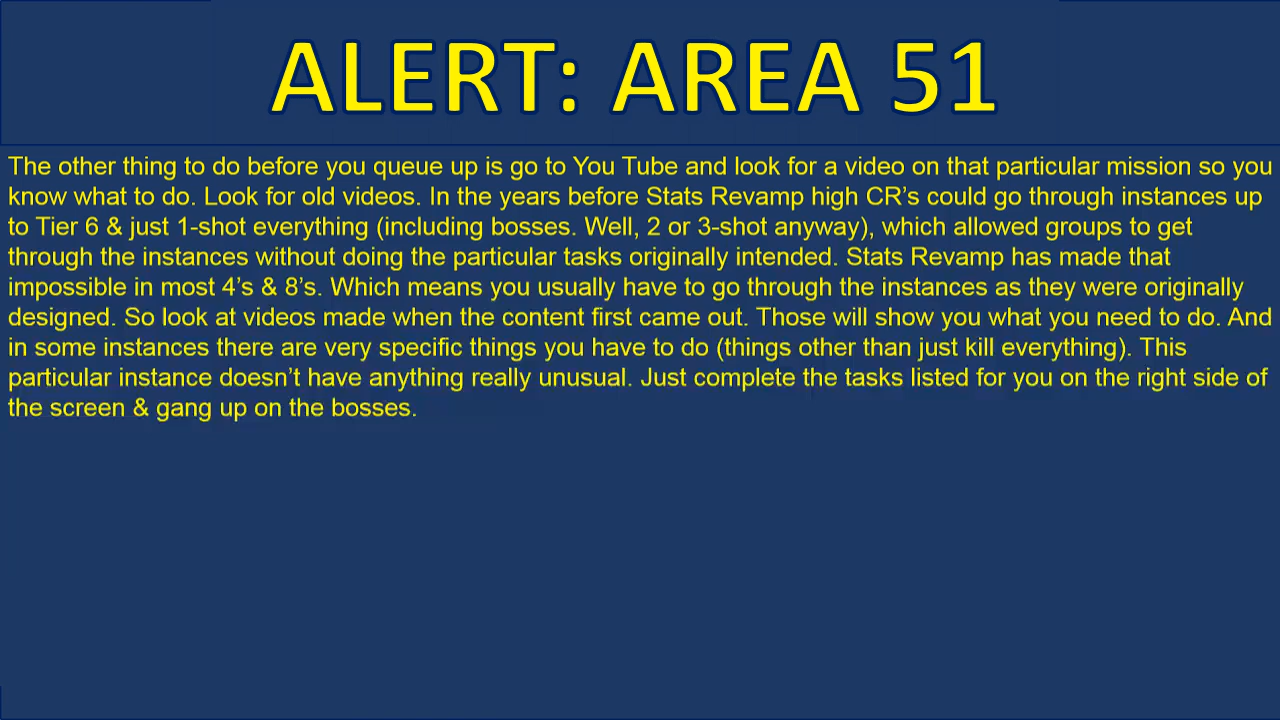 ALERT: AREA 51
The other thing to do before you queue up is go to You Tube and look for a video on that particular mission so you
know what to do. Look for old videos. In the years before Stats Revamp high CR’s could go through instances up
to Tier 6 & just 1-shot everything (including bosses. Well, 2 or 3-shot anyway), which allowed groups to get
through the instances without doing the particular tasks originally intended. Stats Revamp has made that
impossible in most 4’s & 8’s. Which means you usually have to go through the instances as they were originally
designed. So look at videos made when the content first came out. Those will show you what you need to do. And
in some instances there are very specific things you have to do (things other than just kill everything). This
particular instance doesn’t have anything really unusual. Just complete the tasks listed for you on the right side of
the screen & gang up on the bosses.